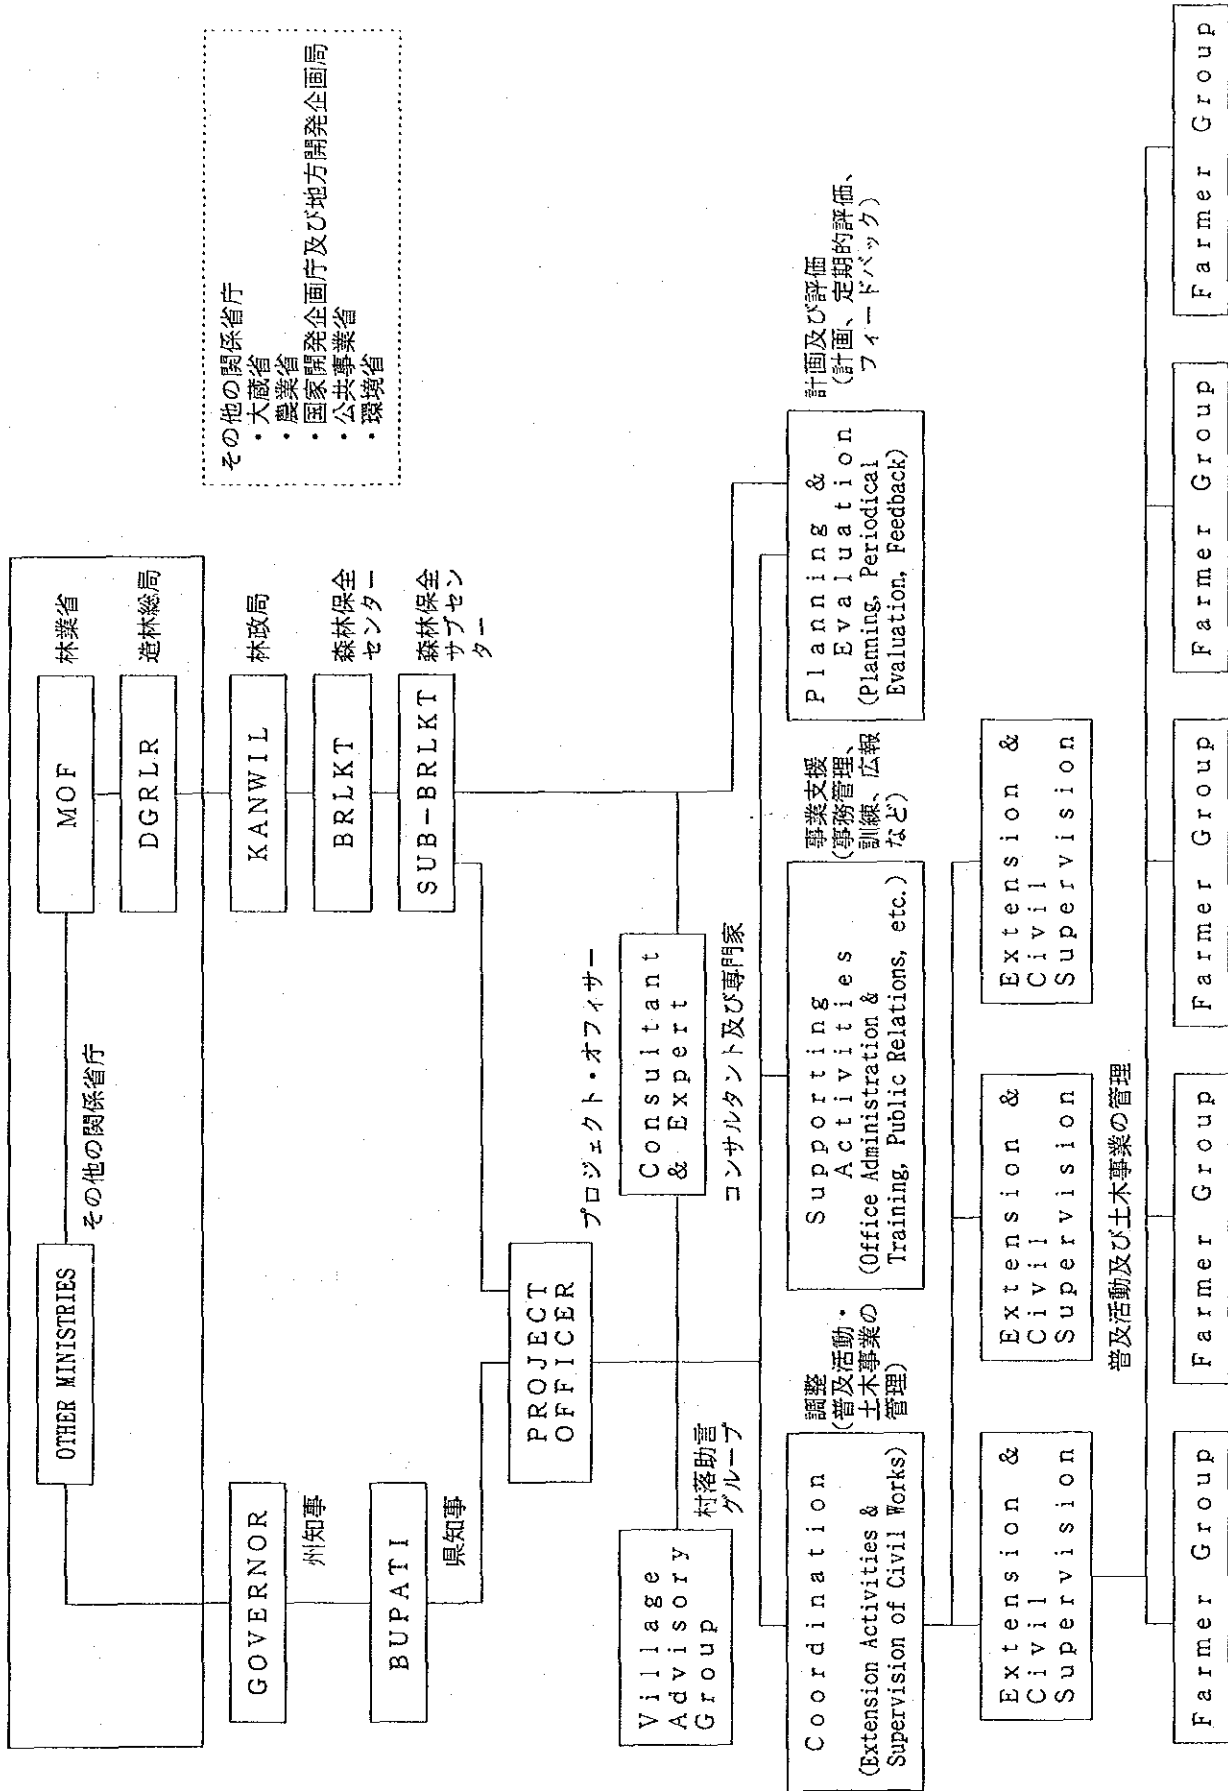 OTHER MINISTRIES
その他の関係省庁
MOF
林業省
DGRLR
造林総局
その他の関係省庁
・大蔵省
・農業省
・国家開発企画庁及び地方開発企画局
・公共事業省
・環境省
GOVERNOR
州知事
KANWIL
林政局
BRLKT
森林保全
センター
BUPATI
県知事
SUB-BRLKT
森林保全
サブセン
ター
PROJECT
OFFICER
プロジェクト・オフィサー
Village
Advisory
Group
村落助言
グループ
Consultant
& Expert
コンサルタント及び専門家
Coordination
(Extension Activities &
Supervision of Civil Works)
調整
(普及活動・
土木事業の
管理)
Supporting
Activities
(Office Administration &
Training, Public Relations, etc.)
事業支援
(事務管理、
訓練、広報
など)
Planning &
Evaluation
(Planning, Periodical
Evaluation, Feedback)
計画及び評価
(計画、定期的評価、
フィードバック)
Extension &
Civil
Supervision
Extension &
Civil
Supervision
Extension &
Civil
Supervision
普及活動及び土木事業の管理
Farmer Group
Farmer Group
Farmer Group
Farmer Group
Farmer Group